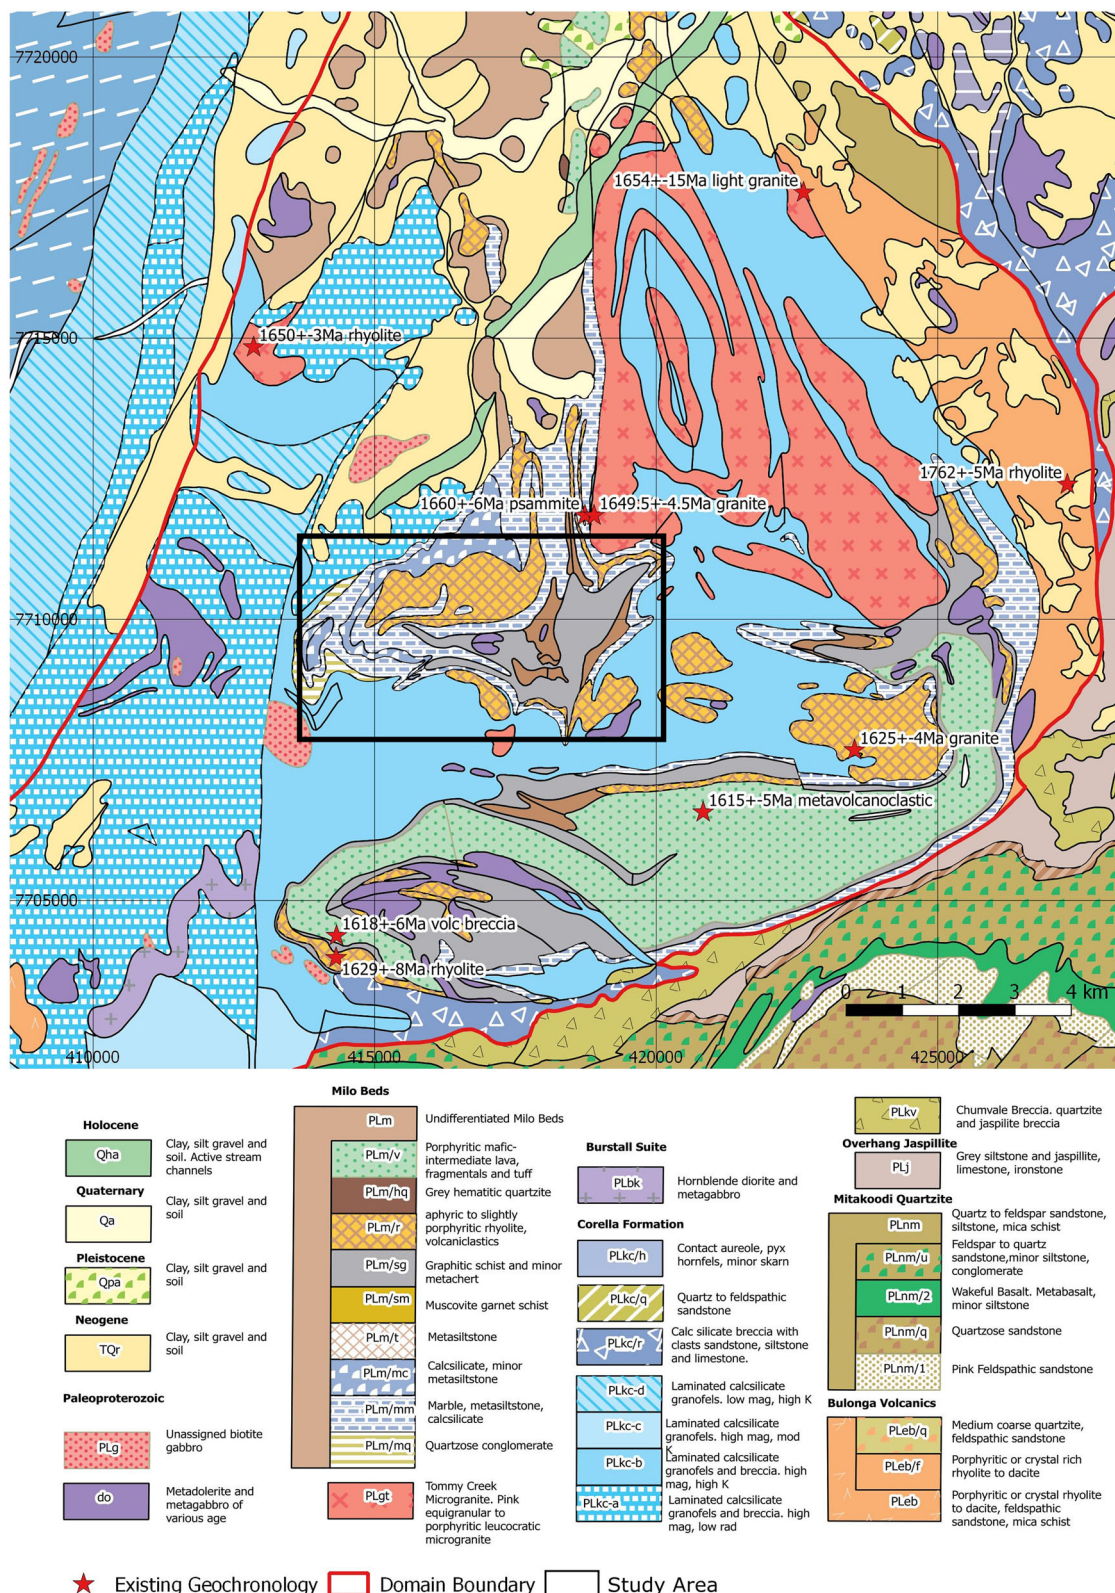 7720000
1654+-15Ma light granite
7715000
1650+-3Ma rhyolite
1762+-5Ma rhyolite
1660+-6Ma psammite
1649.5+-4.5Ma granite
7710000
1625+-4Ma granite
1615+-5Ma metavolcanoclastic
7705000
1618+-6Ma volc breccia
1629+-8Ma rhyolite
0 1 2 3 4 km
410000
415000
420000
425000
Holocene
Qha
Clay, silt gravel and
soil. Active stream
channels
Quaternary
Qa
Clay, silt gravel and
soil
Pleistocene
Qpa
Clay, silt gravel and
soil
Neogene
TQr
Clay, silt gravel and
soil
Paleoproterozoic
PLg
Unassigned biotite
gabbro
do
Metadolerite and
metagabbro of
various age
Milo Beds
PLm
Undifferentiated Milo Beds
PLm/v
Porphyritic mafic-
intermediate lava,
fragmentals and tuff
PLm/hq
Grey hematitic quartzite
PLm/r
aphyric to slightly
porphyritic rhyolite,
volcaniclastics
PLm/sg
Graphitic schist and minor
metachert
PLm/sm
Muscovite garnet schist
PLm/t
Metasiltstone
PLm/mc
Calcsilicate, minor
metasiltstone
PLm/mm
Marble, metasiltstone,
calcsilicate
PLm/mq
Quartzose conglomerate
PLgt
Tommy Creek
Microgranite. Pink
equigranular to
porphyritic leucocratic
microgranite
Burstall Suite
PLbk
Hornblende diorite and
metagabbro
Corella Formation
PLkc/h
Contact aureole, pyx
hornfels, minor skarn
PLkc/q
Quartz to feldspathic
sandstone
PLkc/r
Calc silicate breccia with
clasts sandstone, siltstone
and limestone.
PLkc-d
Laminated calcsilicate
granofels. low mag, high K
PLkc-c
Laminated calcsilicate
granofels. high mag, mod
K
PLkc-b
Laminated calcsilicate
granofels and breccia. high
mag, high K
PLkc-a
Laminated calcsilicate
granofels and breccia. high
mag, low rad
PLkv
Chumvale Breccia. quartzite
and jaspilite breccia
Overhang Jaspillite
PLj
Grey siltstone and jaspillite,
limestone, ironstone
Mitakoodi Quartzite
PLnm
Quartz to feldspar sandstone,
siltstone, mica schist
PLnm/u
Feldspar to quartz
sandstone,minor siltstone,
conglomerate
PLnm/2
Wakeful Basalt. Metabasalt,
minor siltstone
PLnm/q
Quartzose sandstone
PLnm/1
Pink Feldspathic sandstone
Bulonga Volcanics
PLeb/q
Medium coarse quartzite,
feldspathic sandstone
PLeb/f
Porphyritic or crystal rich
rhyolite to dacite
PLeb
Porphyritic or crystal rhyolite
to dacite, feldspathic
sandstone, mica schist
Existing Geochronology
Domain Boundary
Study Area